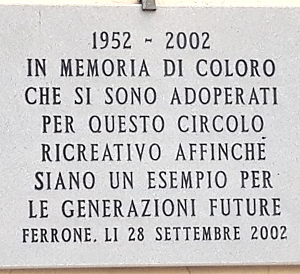 1952 - 2002
IN MEMORIA DI COLORO
CHE SI SONO ADOPERATI
PER QUESTO CIRCOLO
RICREATIVO AFFINCHÉ
SIANO UN ESEMPIO PER
LE GENERAZIONI FUTURE
FERRONE, LI 28 SETTEMBRE 2002